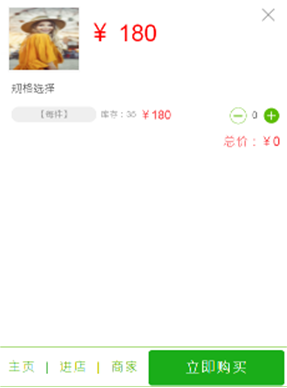 ¥ 180
规格选择
【每件】 库存：36 ¥180 0
总价：¥0
主页 | 进店 | 商家 立即购买